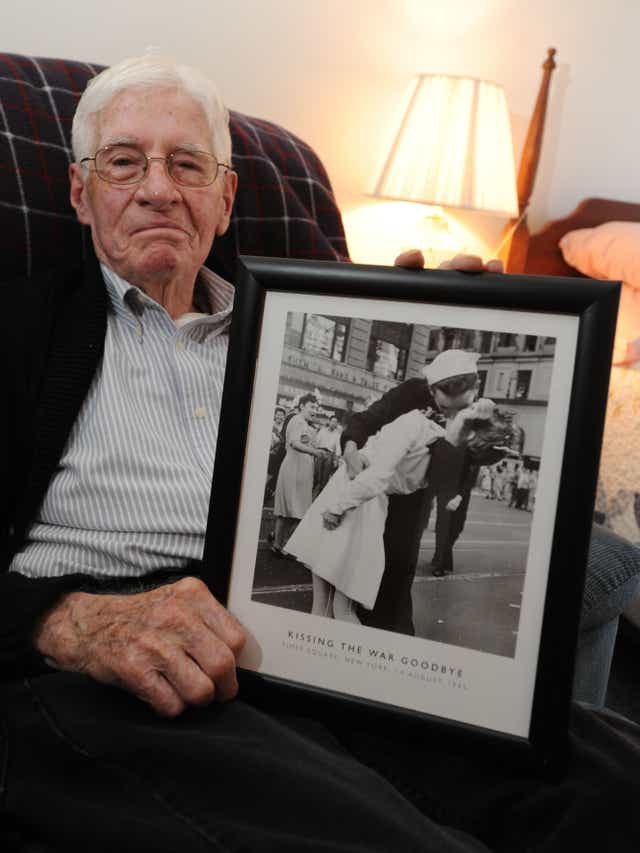 KISSING THE WAR GOODBYE
TIMES SQUARE, NEW YORK, 14 AUGUST, 1945